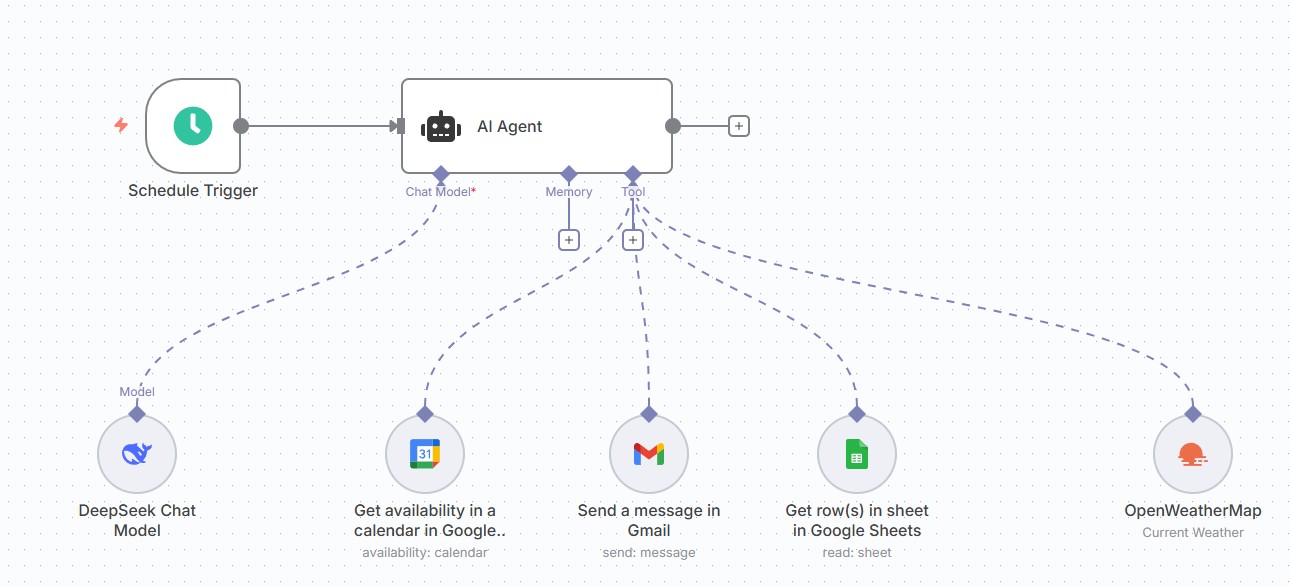 AI Agent
Schedule Trigger
Chat Model*
Memory
Tool
Model
31
DeepSeek Chat
Model
Get availability in a
calendar in Google..
availability: calendar
Send a message in
Gmail
send: message
Get row(s) in sheet
in Google Sheets
read: sheet
OpenWeatherMap
Current Weather